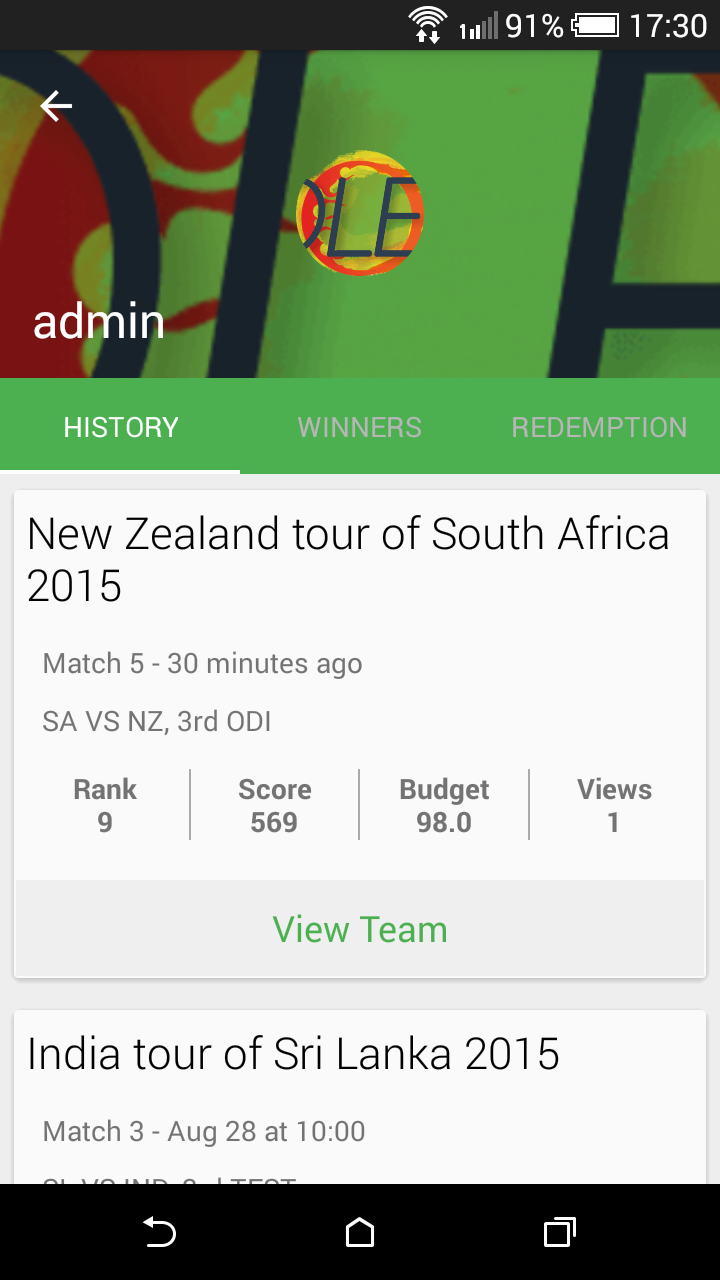 91% 17:30
OLE
admin
HISTORY WINNERS REDEMPTION
New Zealand tour of South Africa
2015
Match 5 - 30 minutes ago
SA VS NZ, 3rd ODI
Rank Score Budget Views
9 569 98.0 1
View Team
India tour of Sri Lanka 2015
Match 3 - Aug 28 at 10:00